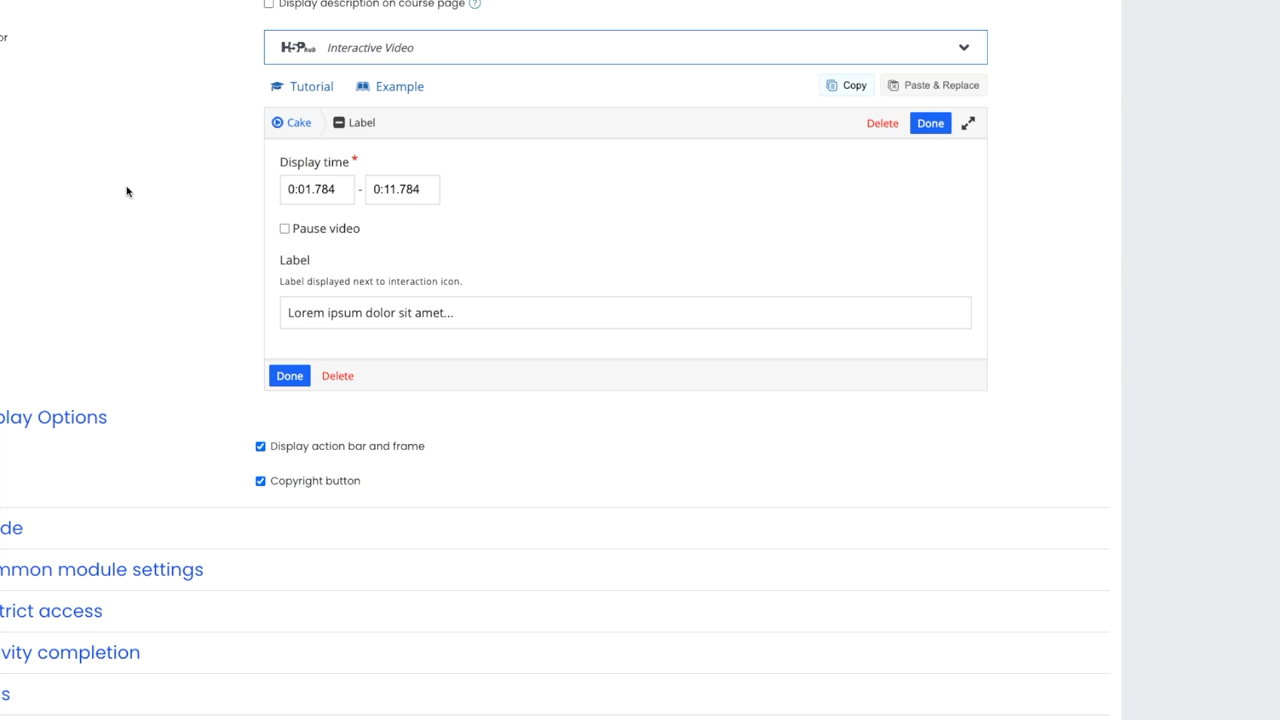 Display description on course page
or
H5P hub Interactive Video
Tutorial Example Copy Paste & Replace
Cake Label Delete Done
Display time *
0:01.784 - 0:11.784
Pause video
Label
Label displayed next to interaction icon.
Lorem ipsum dolor sit amet...
Done Delete
play Options
Display action bar and frame
Copyright button
de
mmon module settings
trict access
vity completion
s